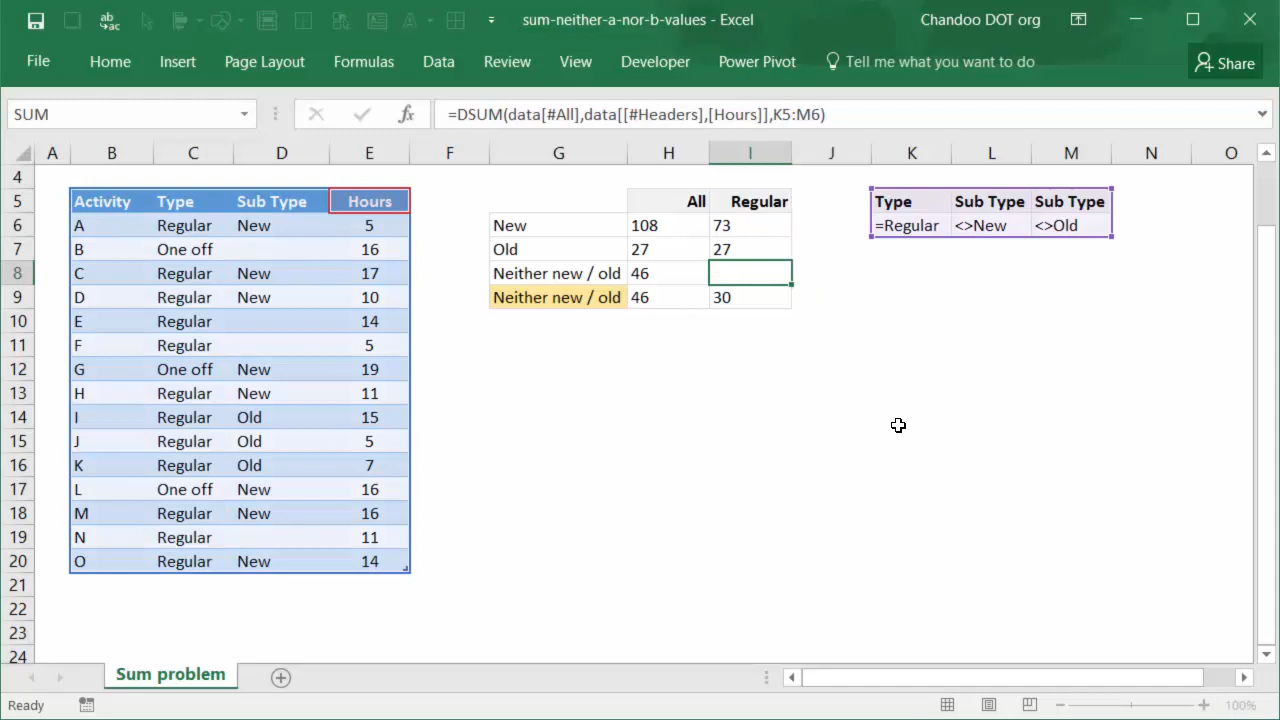 ab
ac
sum-neither-a-nor-b-values - Excel
Chandoo DOT org
File Home Insert Page Layout Formulas Data Review View Developer Power Pivot Tell me what you want to do Share
SUM fx =DSUM(data[#All],data[[#Headers],[Hours]],K5:M6)
A B C D E F G H I J K L M N O
4
5 Activity Type Sub Type Hours All Regular Type Sub Type Sub Type
6 A Regular New 5 New 108 73 =Regular <>New <>Old
7 B One off 16 Old 27 27
8 C Regular New 17 Neither new / old 46
9 D Regular New 10 Neither new / old 46 30
10 E Regular 14
11 F Regular 5
12 G One off New 19
13 H Regular New 11
14 I Regular Old 15
15 J Regular Old 5
16 K Regular Old 7
17 L One off New 16
18 M Regular New 16
19 N Regular 11
20 O Regular New 14
21
22
23
24
Sum problem
Ready 100%